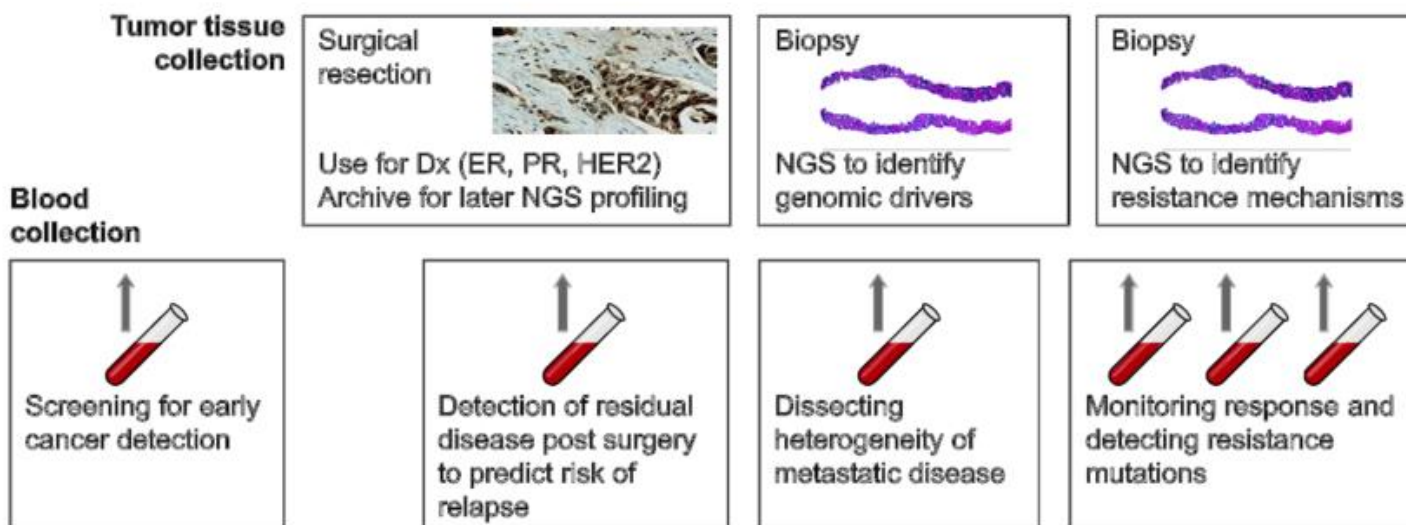 Tumor tissue
collection
Surgical
resection
Use for Dx (ER, PR, HER2)
Archive for later NGS profiling
Biopsy
NGS to identify
genomic drivers
Biopsy
NGS to identify
resistance mechanisms
Blood
collection
Screening for early
cancer detection
Detection of residual
disease post surgery
to predict risk of
relapse
Dissecting
heterogeneity of
metastatic disease
Monitoring response and
detecting resistance
mutations